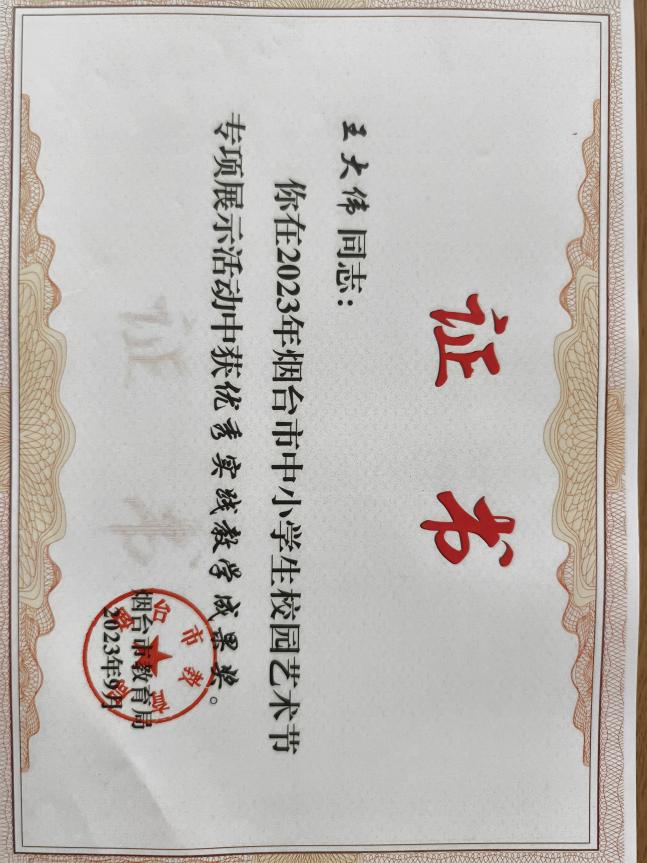 证书
王大伟同志：
你在2023年烟台市中小学生校园艺术节
专项展示活动中获优秀实践教学成果奖。
烟台市教育局
2023年9月